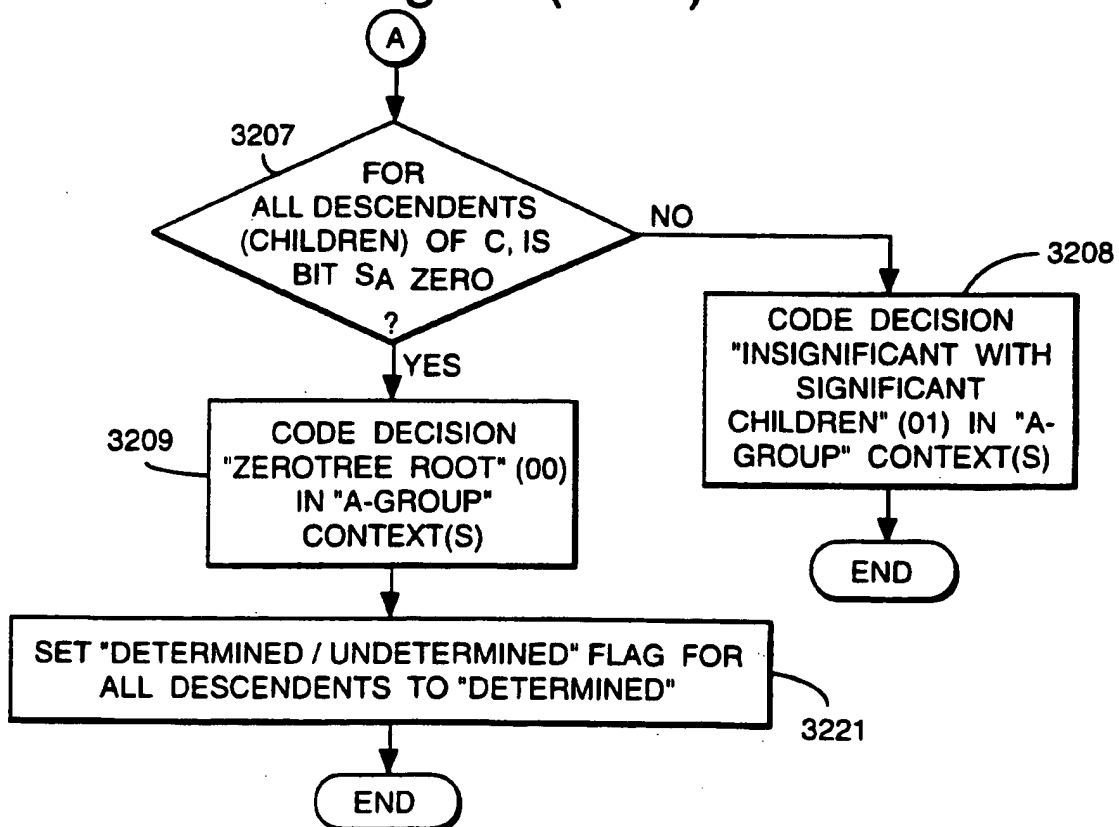 A
3207
FOR
ALL DESCENDENTS
(CHILDREN) OF C, IS
BIT SA ZERO
?
NO
YES
3208
CODE DECISION
"INSIGNIFICANT WITH
SIGNIFICANT
CHILDREN" (01) IN "A-
GROUP" CONTEXT(S)
END
3209
CODE DECISION
"ZEROTREE ROOT" (00)
IN "A-GROUP"
CONTEXT(S)
SET "DETERMINED / UNDETERMINED" FLAG FOR
ALL DESCENDENTS TO "DETERMINED"
3221
END